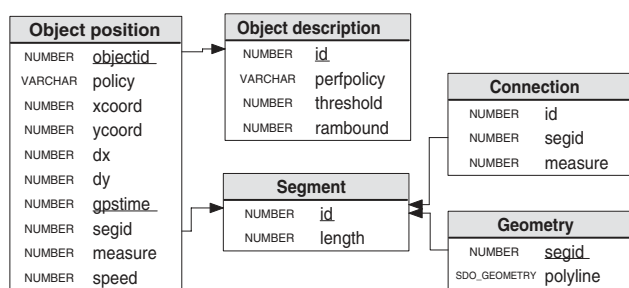 Object position
NUMBER objectid
VARCHAR policy
NUMBER xcoord
NUMBER ycoord
NUMBER dx
NUMBER dy
NUMBER gpstime
NUMBER segid
NUMBER measure
NUMBER speed
Object description
NUMBER id
VARCHAR perfpolicy
NUMBER threshold
NUMBER rambound
Segment
NUMBER id
NUMBER length
Connection
NUMBER id
NUMBER segid
NUMBER measure
Geometry
NUMBER segid
SDO_GEOMETRY polyline